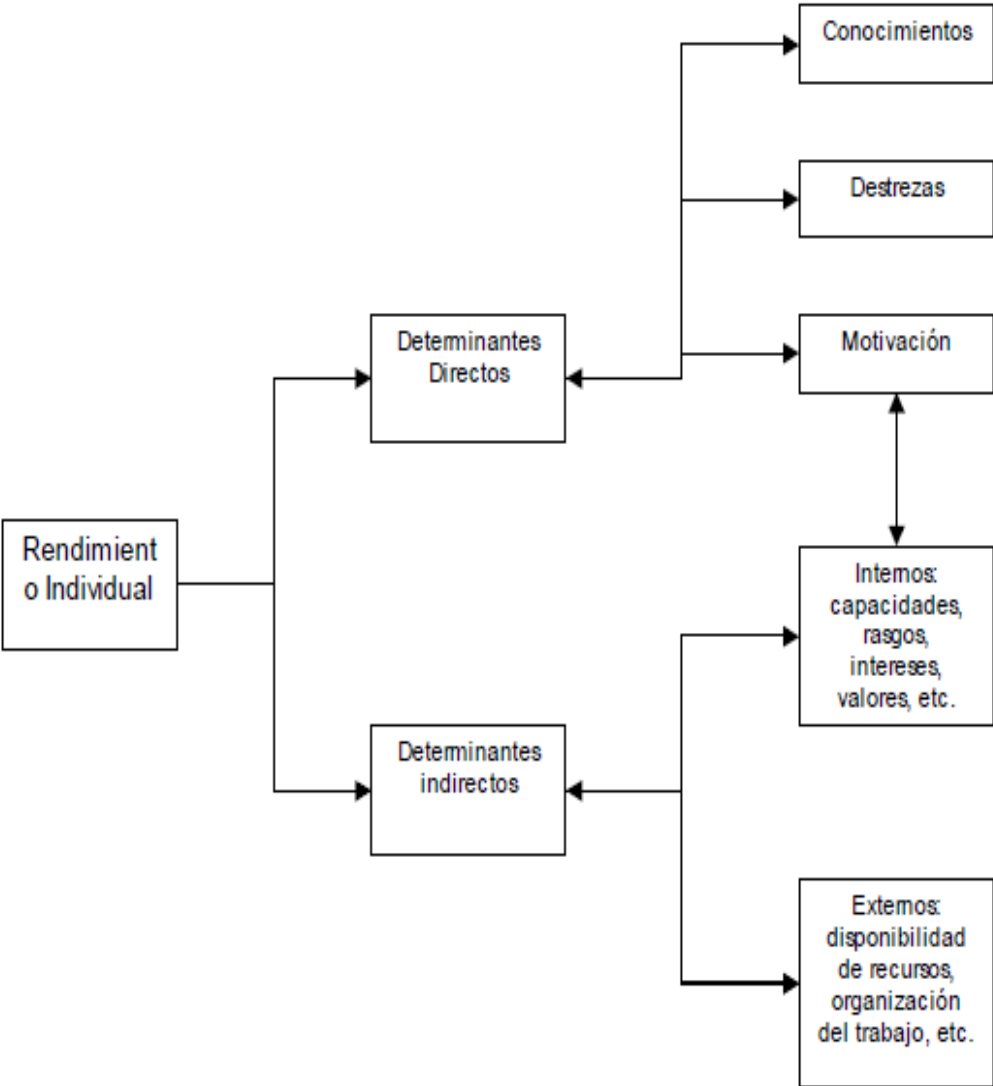 Conocimientos
Destrezas
Motivación
Determinantes
Directos
Rendimient
o Individual
Internos:
capacidades,
rasgos,
intereses,
valores, etc.
Determinantes
indirectos
Externos:
disponibilidad
de recursos,
organización
del trabajo, etc.